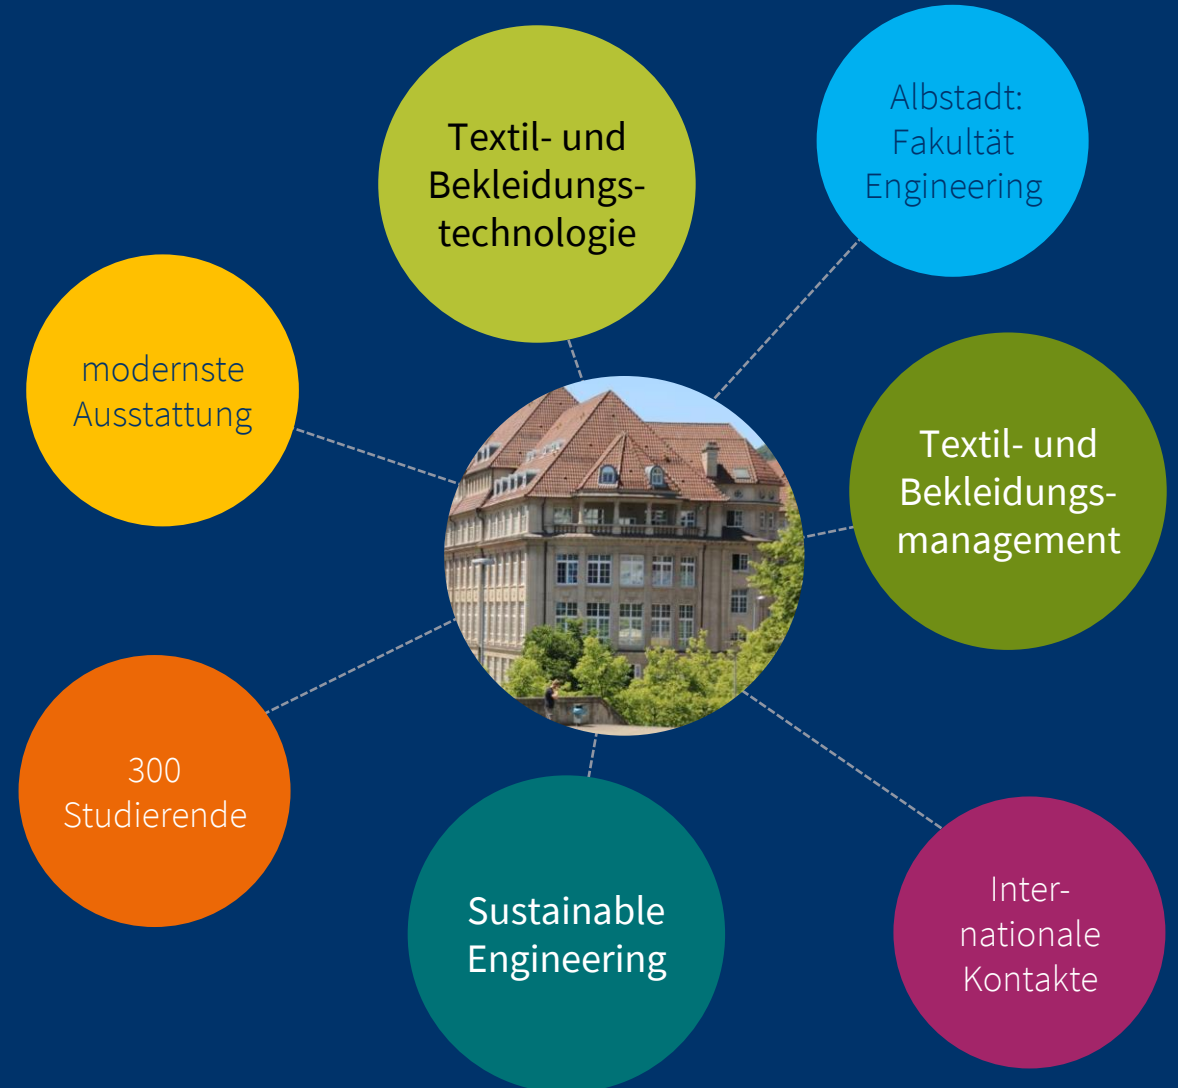 Textil- und
Bekleidungs-
technologie
Albstadt:
Fakultät
Engineering
modernste
Ausstattung
Textil- und
Bekleidungs-
management
300
Studierende
Sustainable
Engineering
Inter-
nationale
Kontakte